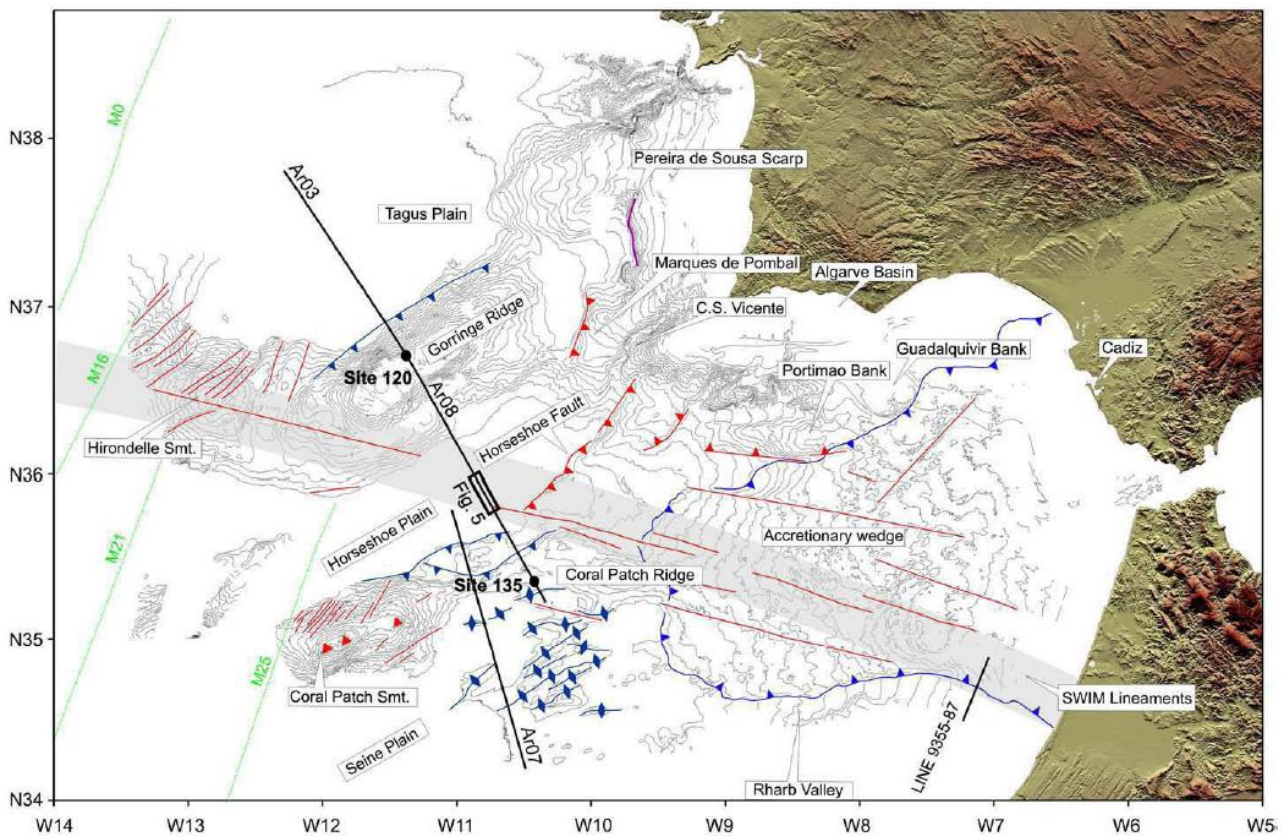 M0
Pereira de Sousa Scarp
N38
Ar03
Tagus Plain
Marques de Pombal
Algarve Basin
N37
C.S. Vicente
Gorringe Ridge
Guadalquivir Bank
Cadiz
M16
Site 120
Portimao Bank
Ar08
Horseshoe Fault
Hirondelle Smt.
N36
Fig. 5
Horseshoe Plain
Accretionary wedge
M21
Site 135
Coral Patch Ridge
N35
M25
Coral Patch Smt.
SWIM Lineaments
LINE 9355-87
Seine Plain
Ar07
Rharb Valley
N34
W14 W13 W12 W11 W10 W9 W8 W7 W6 W5